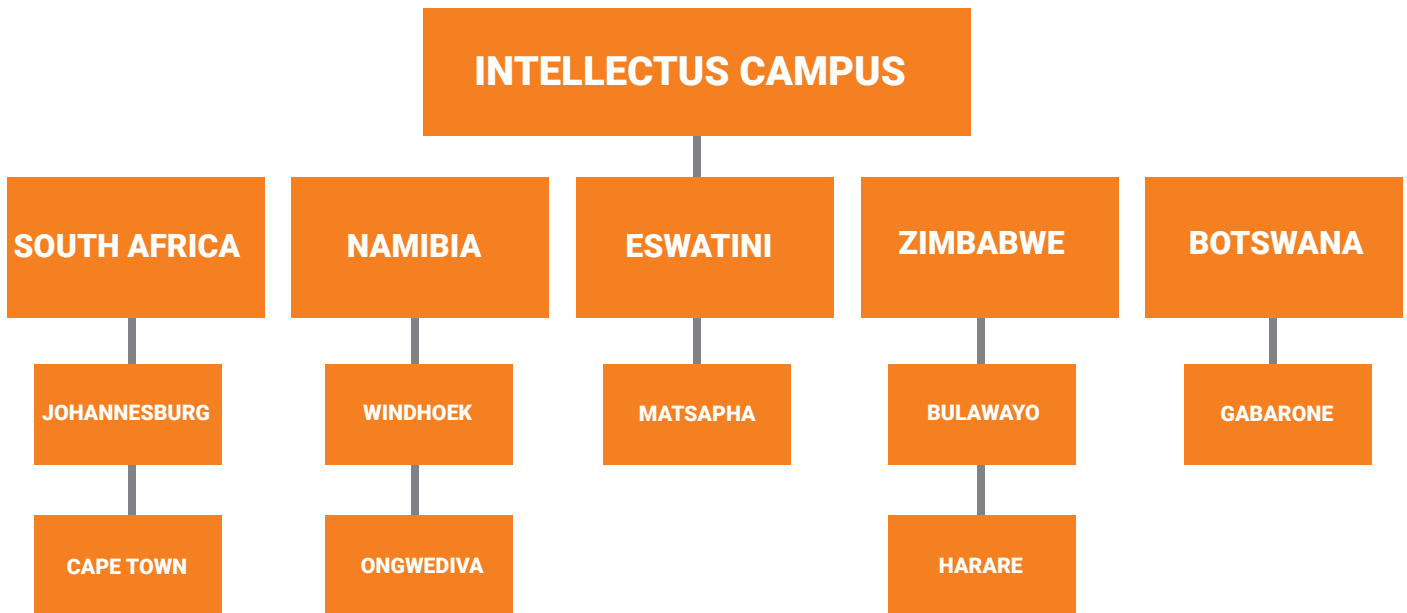 INTELLECTUS CAMPUS
SOUTH AFRICA
NAMIBIA
ESWATINI
ZIMBABWE
BOTSWANA
JOHANNESBURG
WINDHOEK
MATSAPHA
BULAWAYO
GABARONE
CAPE TOWN
ONGWEDIVA
HARARE